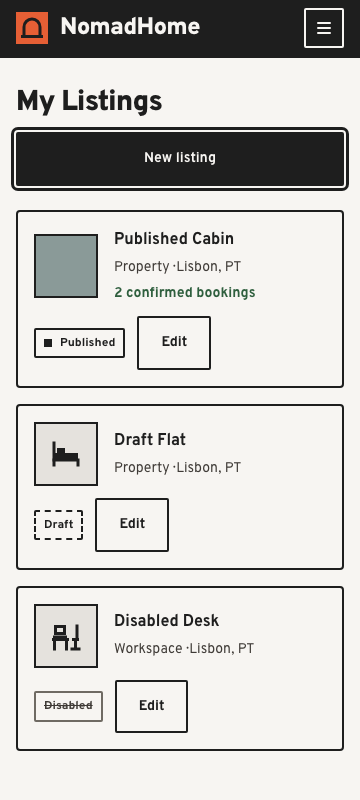 NomadHome
My Listings
New listing
Published Cabin
Property ·Lisbon, PT
2 confirmed bookings
Published
Edit
Draft Flat
Property ·Lisbon, PT
Draft
Edit
Disabled Desk
Workspace ·Lisbon, PT
Disabled
Edit